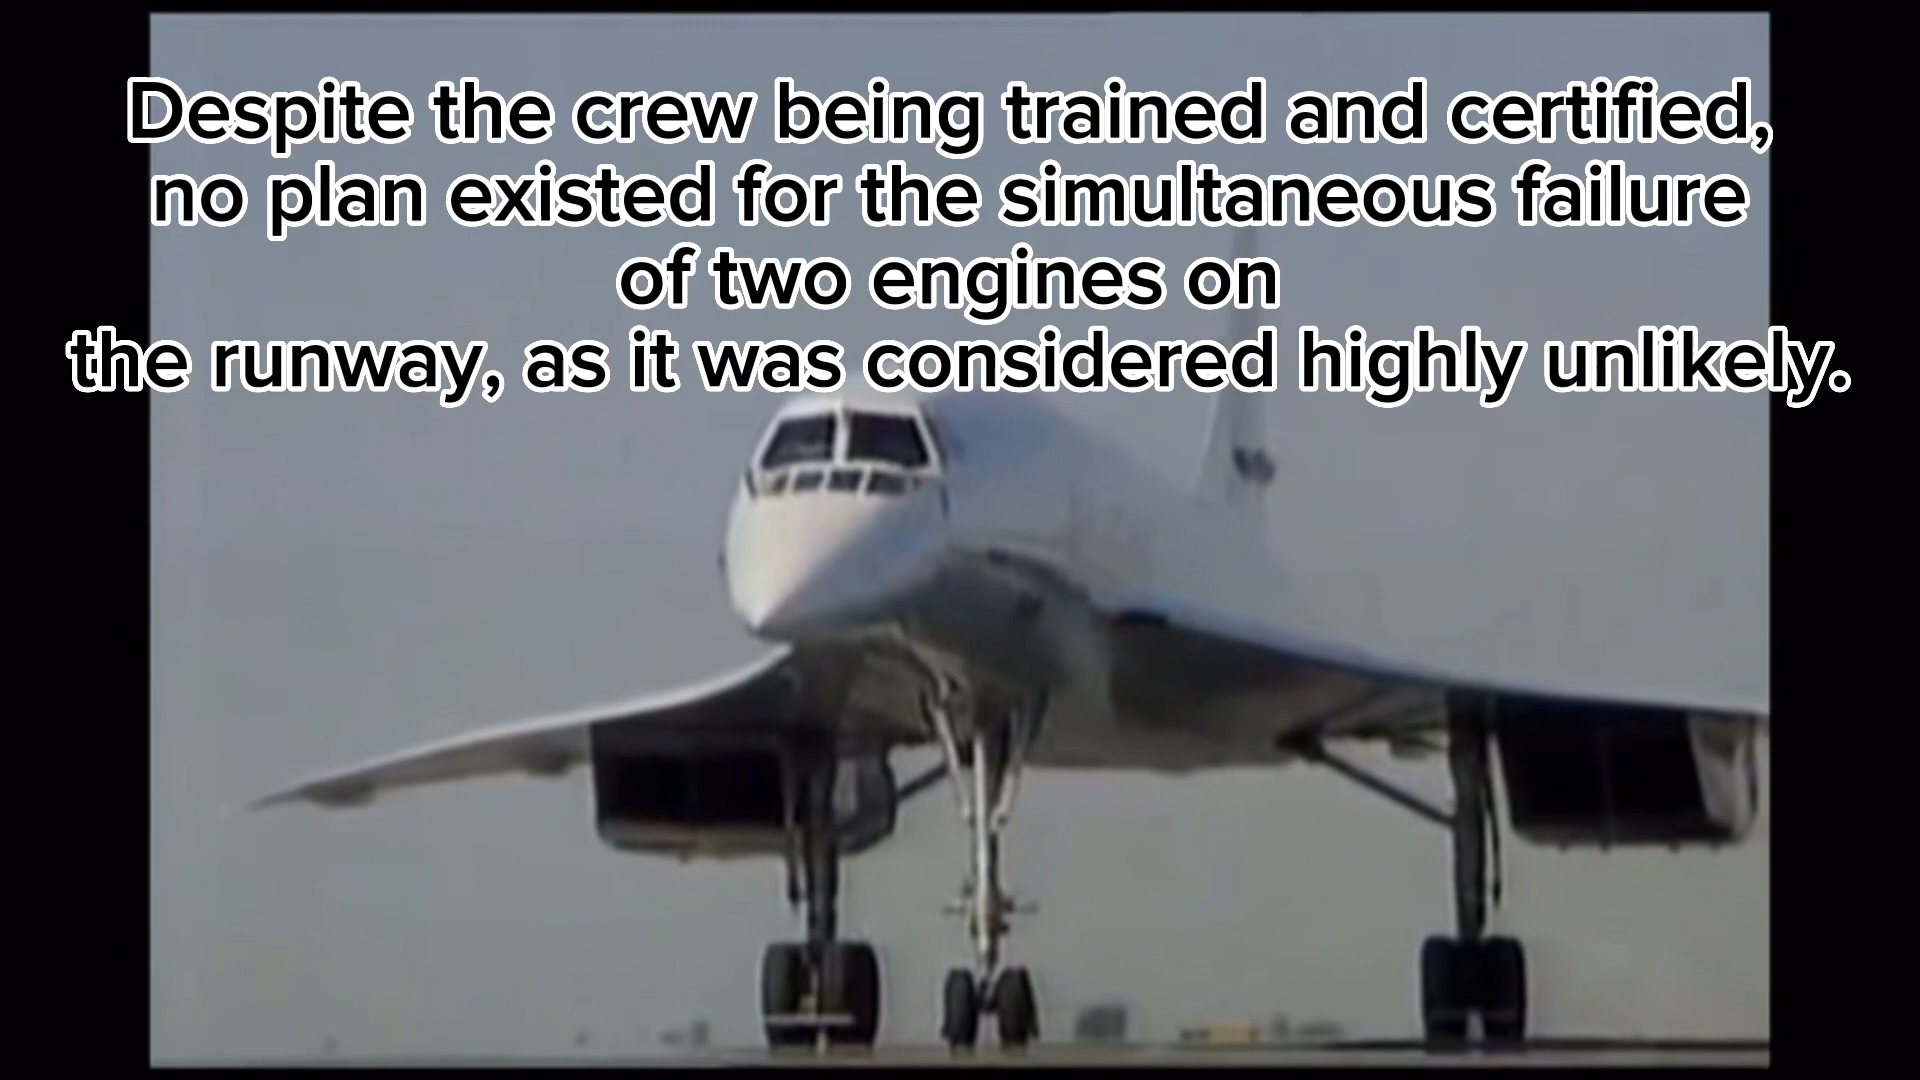 Despite the crew being trained and certified,
no plan existed for the simultaneous failure
of two engines on
the runway, as it was considered highly unlikely.